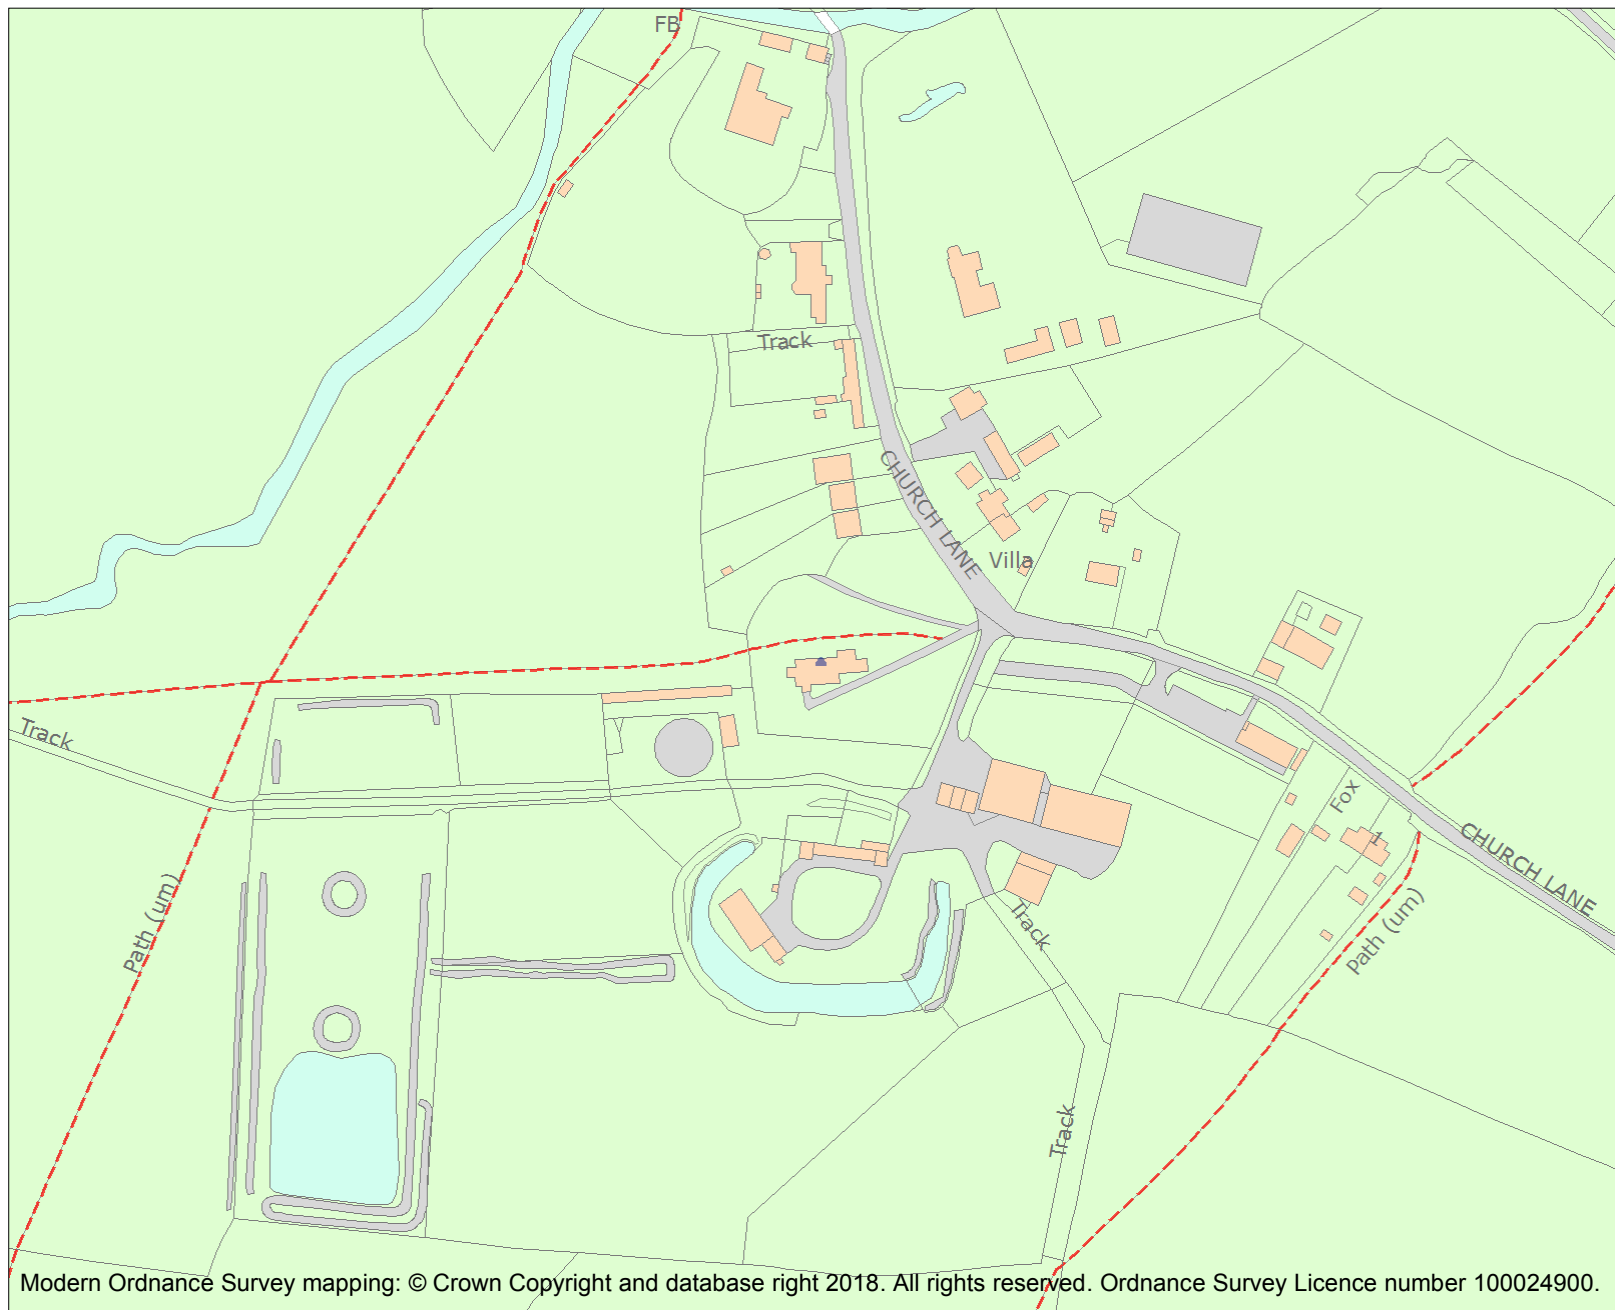 FB
Track
CHURCH LANE
Villa
Track
Fox
1
CHURCH LANE
Path (um)
Track
Path (um)
Track
Modern Ordnance Survey mapping: © Crown Copyright and database right 2018. All rights reserved. Ordnance Survey Licence number 100024900.